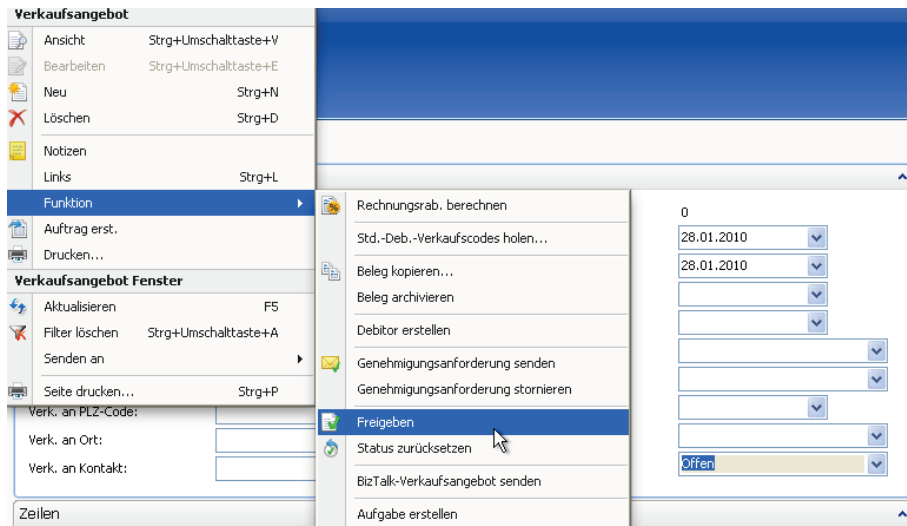 Verkaufsangebot
Ansicht Strg+Umschalttaste+V
Bearbeiten Strg+Umschalttaste+E
Neu Strg+N
Löschen Strg+D
Notizen
Links Strg+L
Funktion
Auftrag erst.
Drucken...
Verkaufsangebot Fenster
Aktualisieren F5
Filter löschen Strg+Umschalttaste+A
Senden an
Seite drucken... Strg+P
Rechnungsrab. berechnen
Std.-Deb.-Verkaufscodes holen...
Beleg kopieren...
Beleg archivieren
Debitor erstellen
Genehmigungsanforderung senden
Genehmigungsanforderung stornieren
Freigeben
Status zurücksetzen
BizTalk-Verkaufsangebot senden
Aufgabe erstellen
0
28.01.2010
28.01.2010
Offen
Verk. an PLZ-Code:
Verk. an Ort:
Verk. an Kontakt:
Zeilen